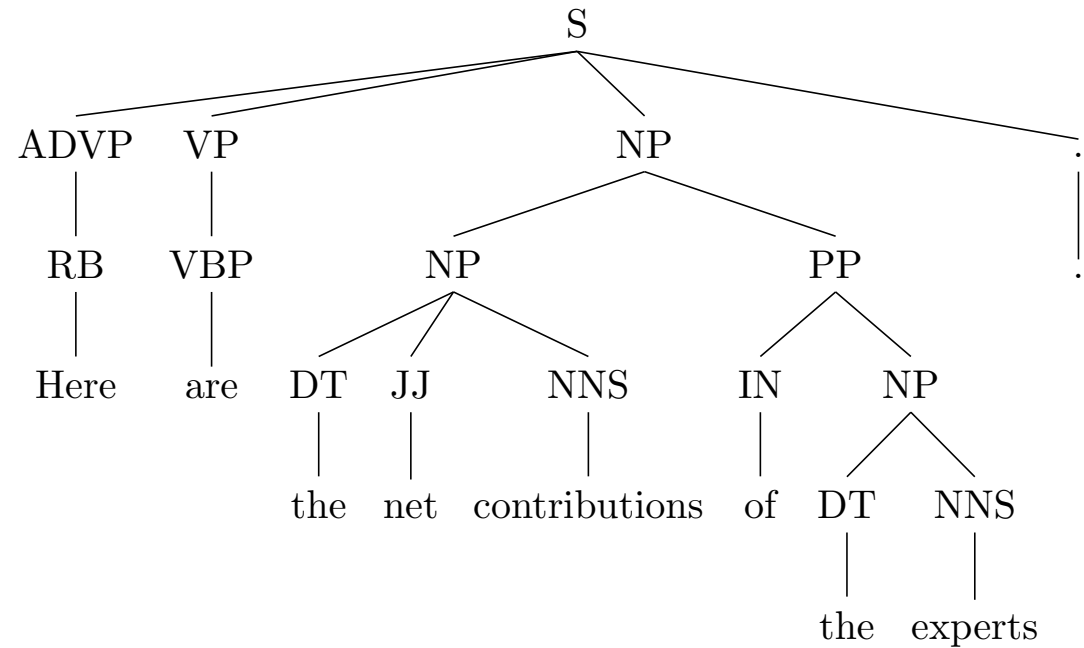 S
ADVP VP NP .
RB VBP NP PP .
Here are DT JJ NNS IN NP
the net contributions of DT NNS
the experts